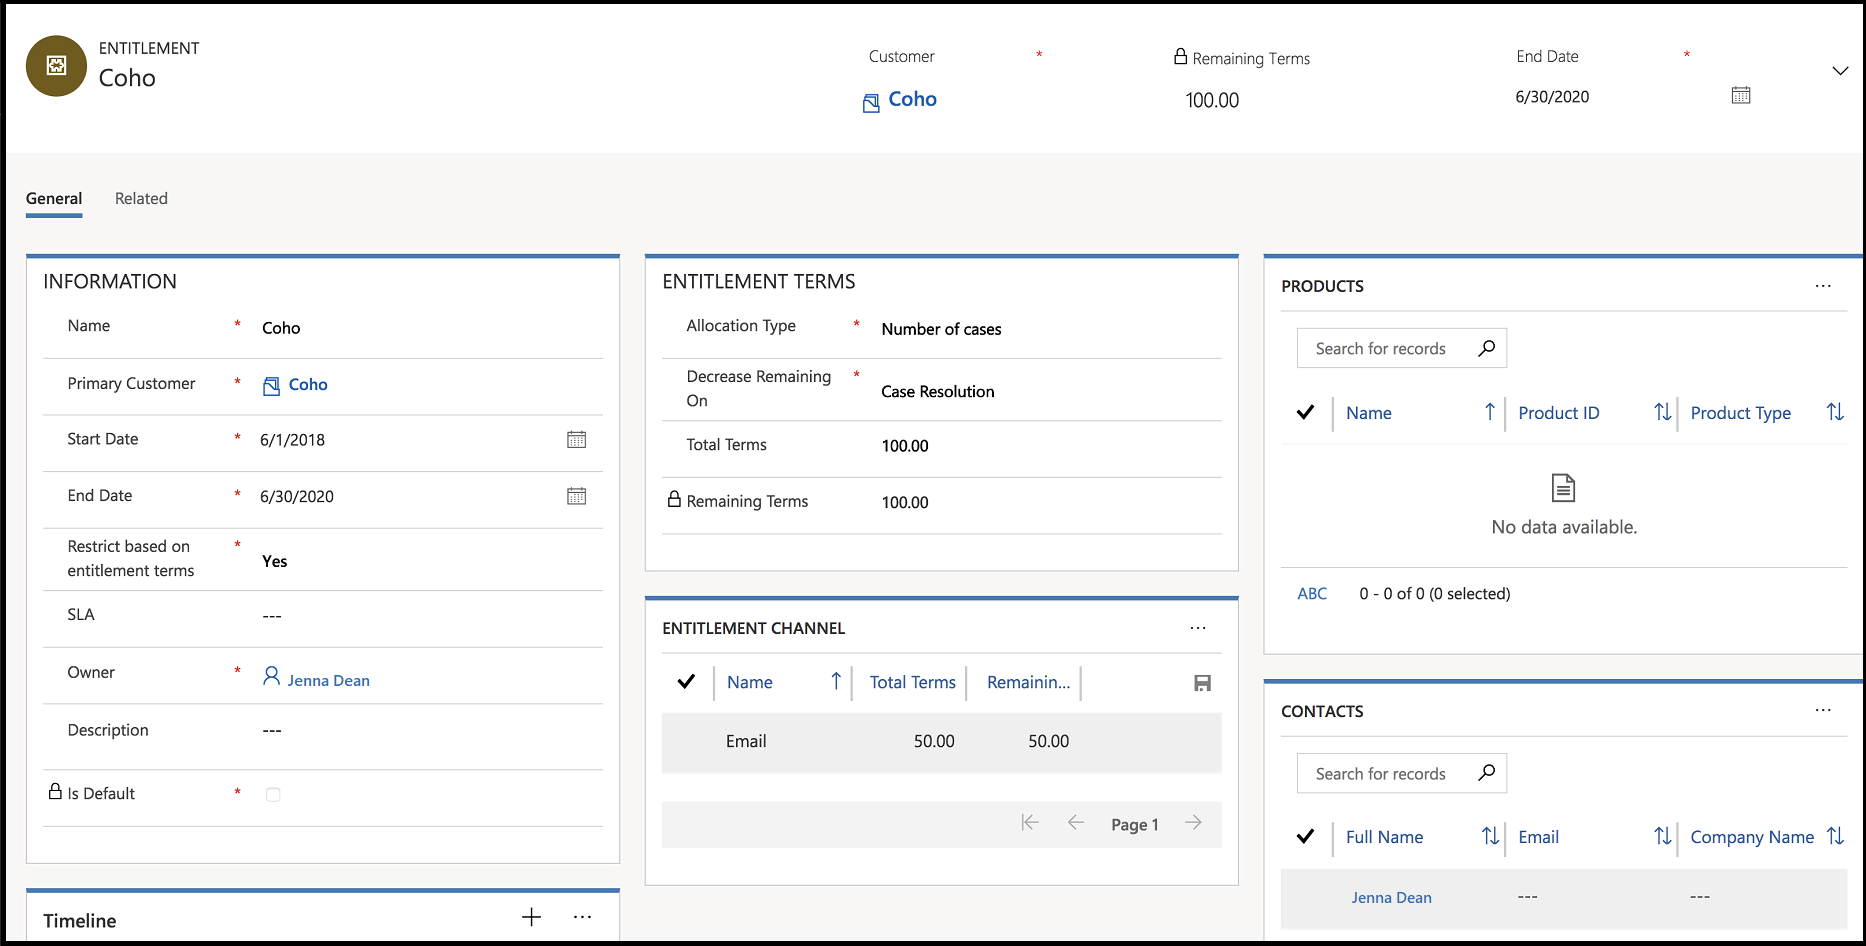 ENTITLEMENT
Coho
Customer *
Coho
Remaining Terms
100.00
End Date *
6/30/2020
General Related
INFORMATION
Name * Coho
Primary Customer * Coho
Start Date * 6/1/2018
End Date * 6/30/2020
Restrict based on
entitlement terms * Yes
SLA ---
Owner * Jenna Dean
Description ---
Is Default *
Timeline
ENTITLEMENT TERMS
Allocation Type * Number of cases
Decrease Remaining
On * Case Resolution
Total Terms 100.00
Remaining Terms 100.00
ENTITLEMENT CHANNEL
Name Total Terms Remainin...
Email 50.00 50.00
Page 1
PRODUCTS
Search for records
Name Product ID Product Type
No data available.
ABC 0 - 0 of 0 (0 selected)
CONTACTS
Search for records
Full Name Email Company Name
Jenna Dean --- ---